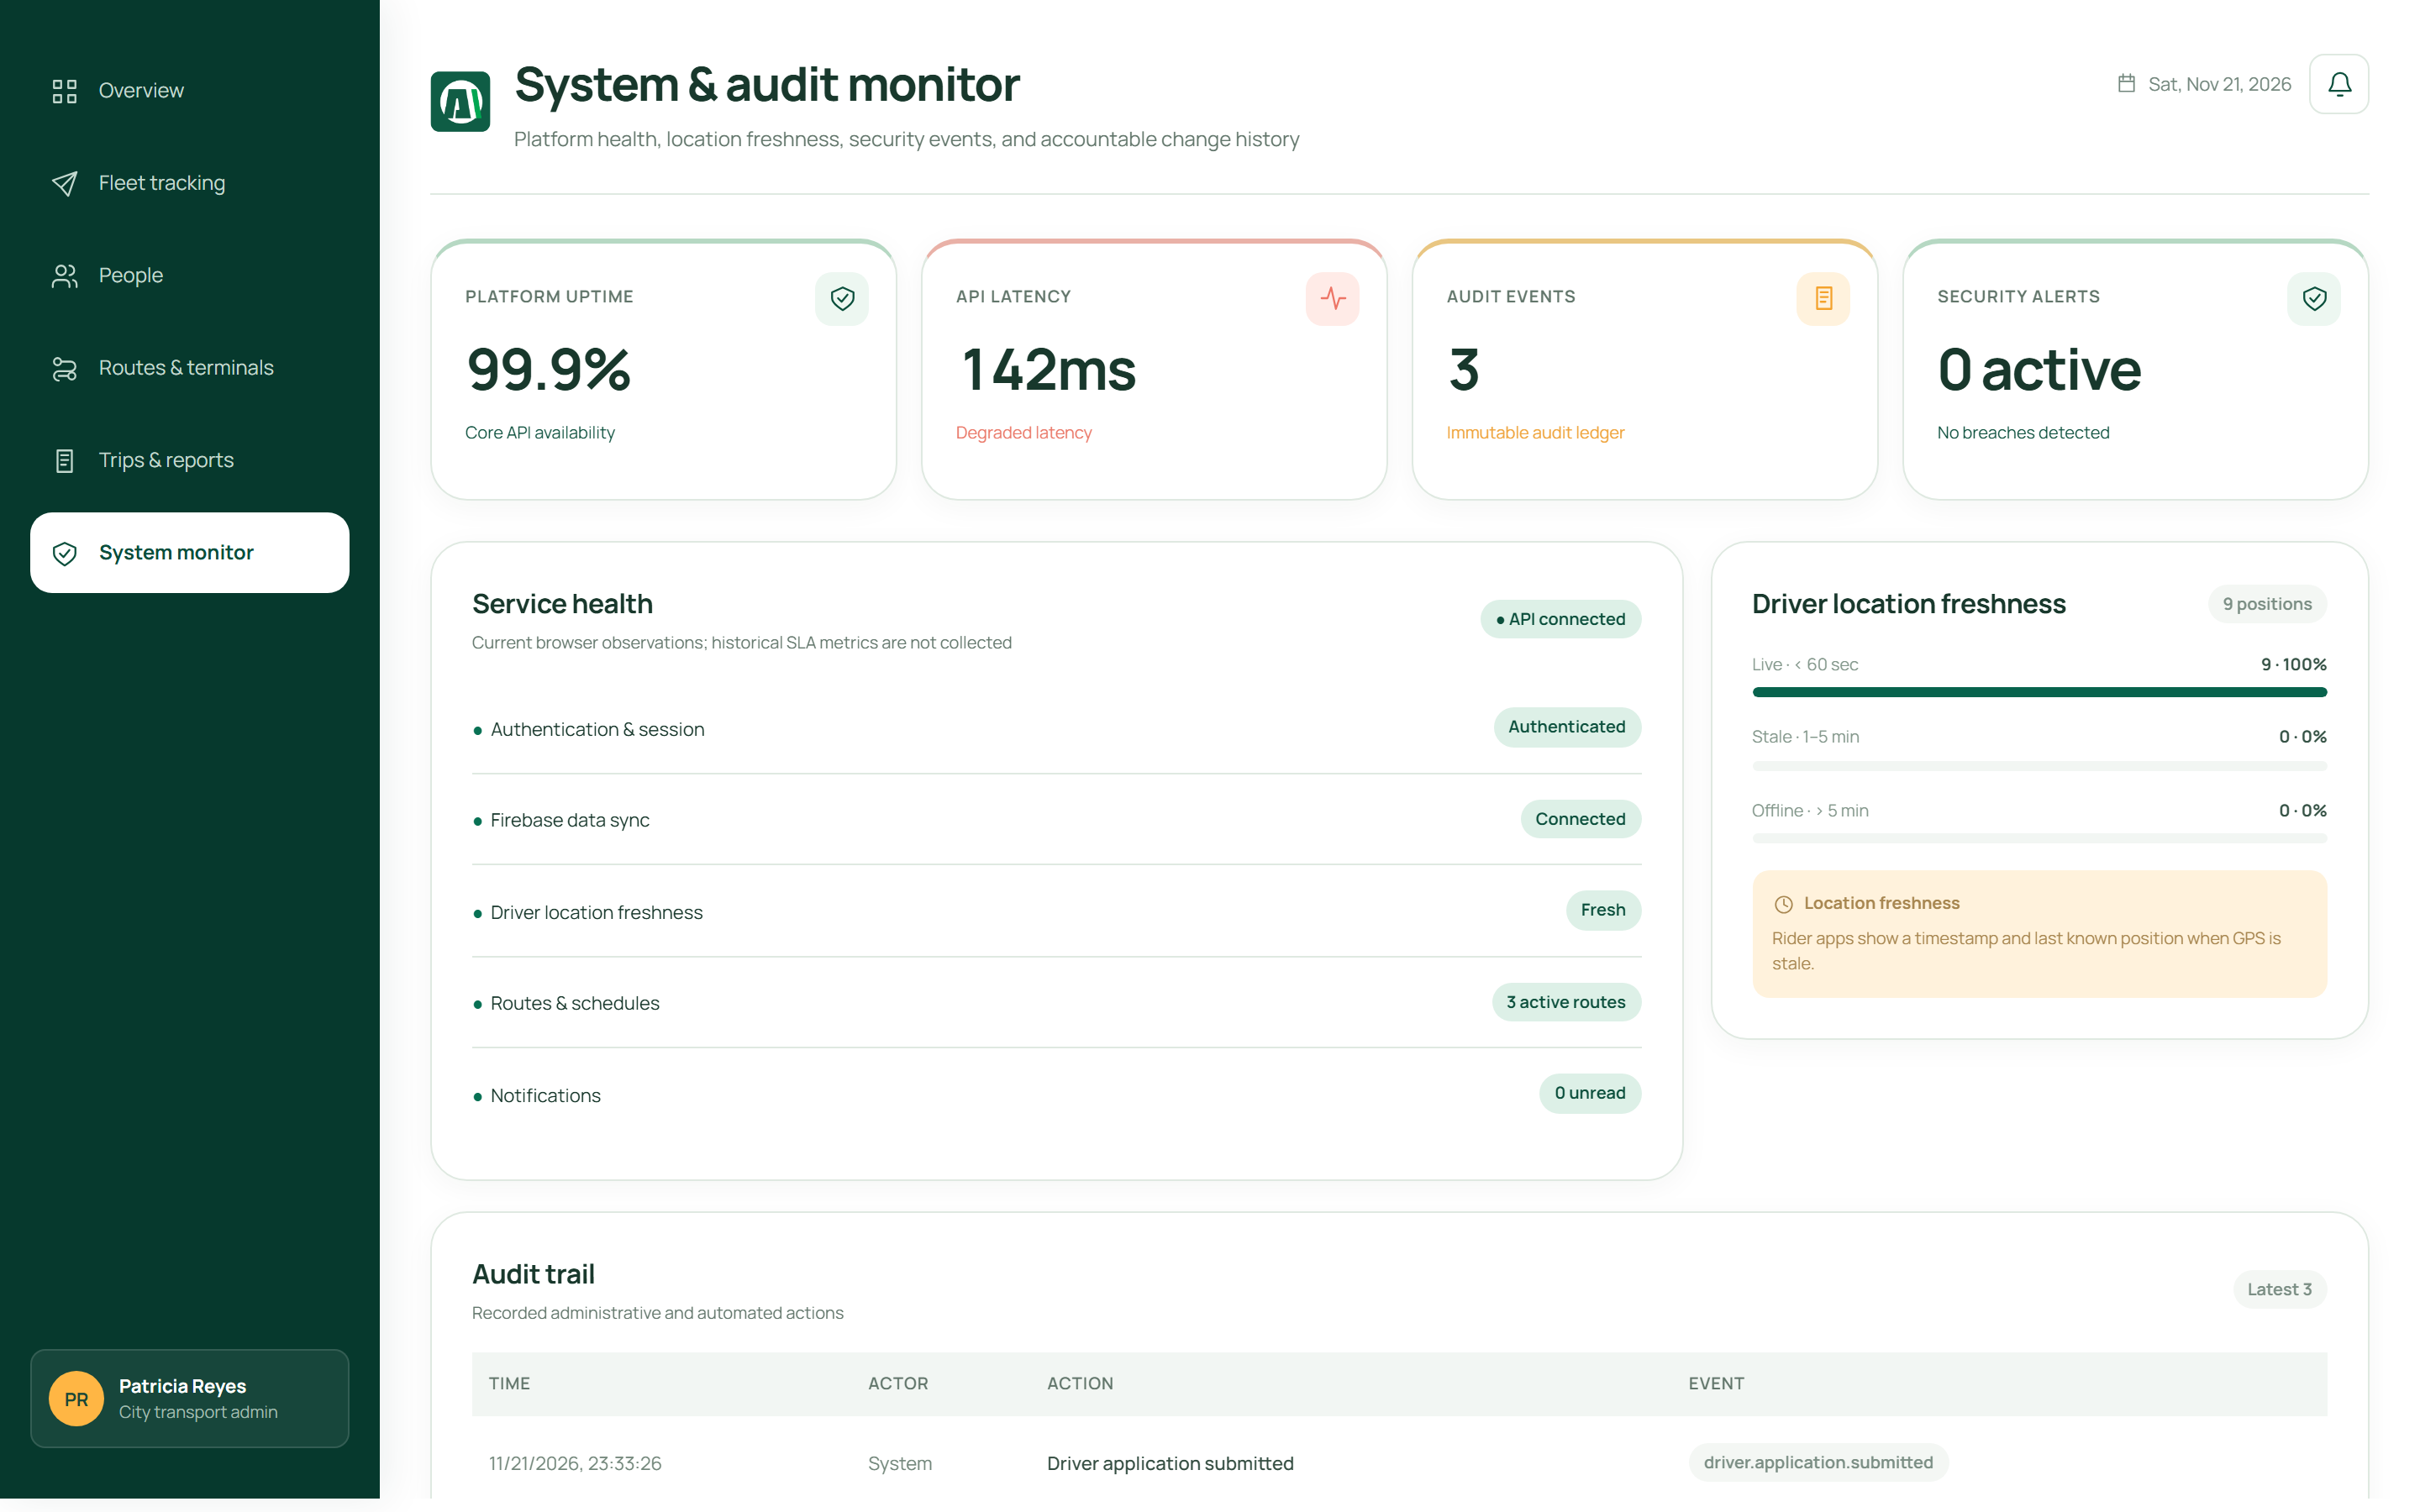 Overview
Fleet tracking
People
Routes & terminals
Trips & reports
System monitor
PR
Patricia Reyes
City transport admin
System & audit monitor
Platform health, location freshness, security events, and accountable change history
Sat, Nov 21, 2026
PLATFORM UPTIME
99.9%
Core API availability
API LATENCY
142ms
Degraded latency
AUDIT EVENTS
3
Immutable audit ledger
SECURITY ALERTS
0 active
No breaches detected
Service health
Current browser observations; historical SLA metrics are not collected
• API connected
• Authentication & session
Authenticated
• Firebase data sync
Connected
• Driver location freshness
Fresh
• Routes & schedules
3 active routes
• Notifications
0 unread
Driver location freshness
9 positions
Live · < 60 sec
9 · 100%
Stale · 1–5 min
0 · 0%
Offline · > 5 min
0 · 0%
Location freshness
Rider apps show a timestamp and last known position when GPS is
stale.
Audit trail
Recorded administrative and automated actions
Latest 3
TIME ACTOR ACTION EVENT
11/21/2026, 23:33:26 System Driver application submitted driver.application.submitted